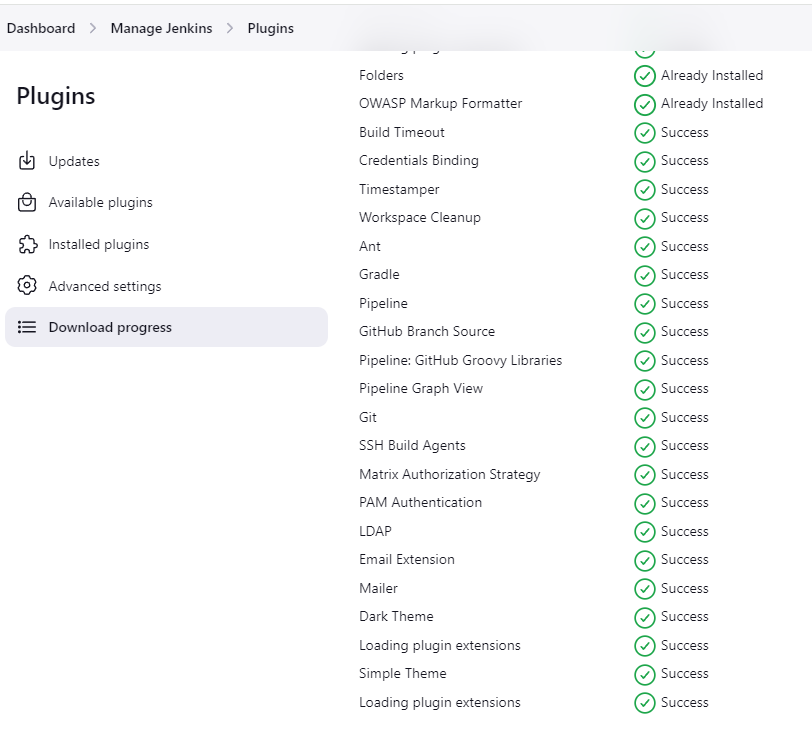 Dashboard > Manage Jenkins > Plugins
Plugins
Updates
Available plugins
Installed plugins
Advanced settings
Download progress
Folders Already Installed
OWASP Markup Formatter Already Installed
Build Timeout Success
Credentials Binding Success
Timestamper Success
Workspace Cleanup Success
Ant Success
Gradle Success
Pipeline Success
GitHub Branch Source Success
Pipeline: GitHub Groovy Libraries Success
Pipeline Graph View Success
Git Success
SSH Build Agents Success
Matrix Authorization Strategy Success
PAM Authentication Success
LDAP Success
Email Extension Success
Mailer Success
Dark Theme Success
Loading plugin extensions Success
Simple Theme Success
Loading plugin extensions Success